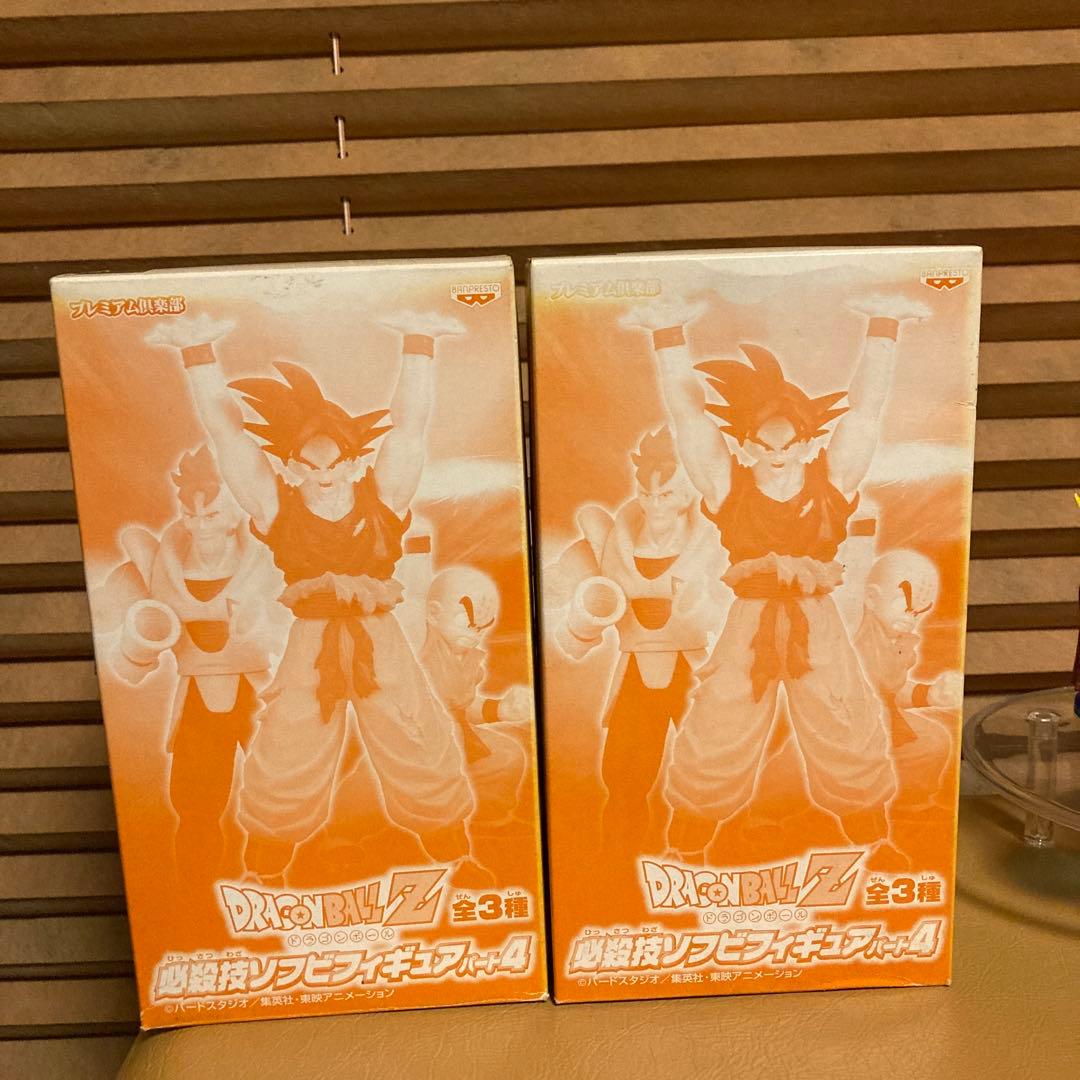 プレミアム倶楽部
BANPRESTO
DRAGONBALL Z
ドラゴンボール
ぜん しゅ
全3種
ひっ さつ わざ
必殺技ソフビフィギュアパート4
©バードスタジオ/集英社・東映アニメーション
プレミアム倶楽部
BANPRESTO
DRAGONBALL Z
ドラゴンボール
ぜん しゅ
全3種
ひっ さつ わざ
必殺技ソフビフィギュアパート4
©バードスタジオ/集英社・東映アニメーション